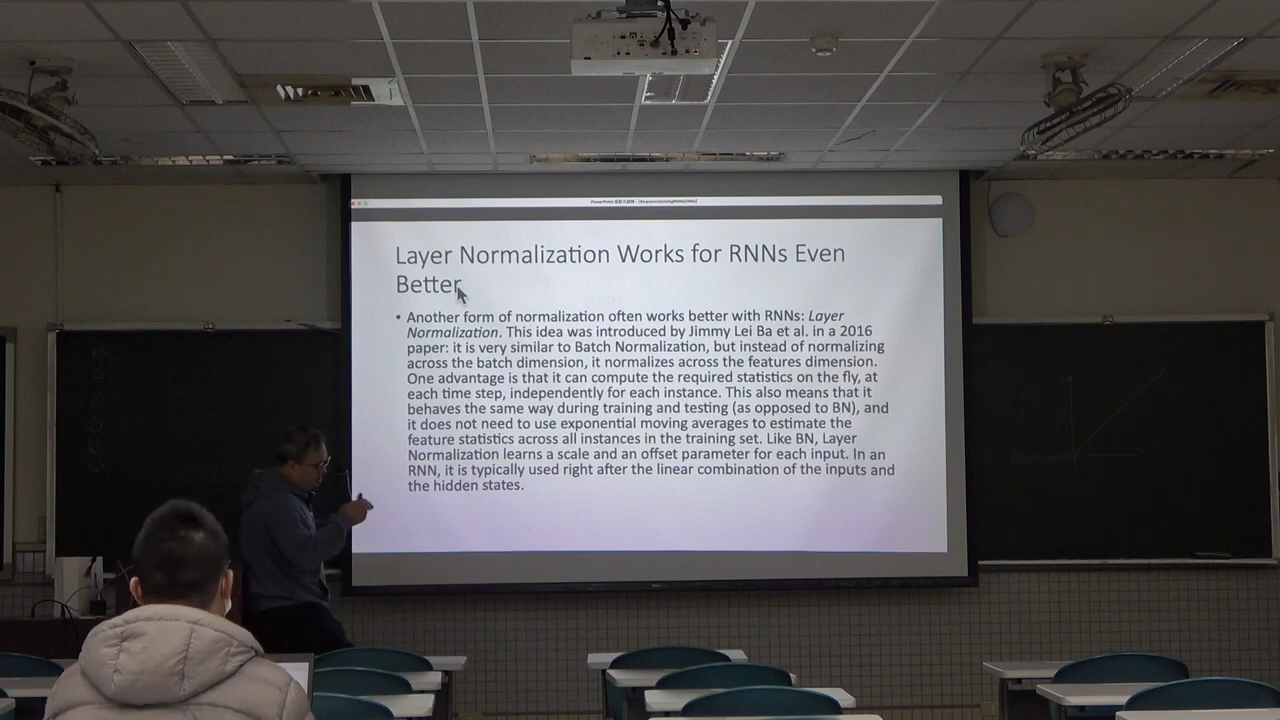 Layer Normalization Works for RNNs Even
Better
• Another form of normalization often works better with RNNs: Layer
Normalization. This idea was introduced by Jimmy Lei Ba et al. in a 2016
paper: it is very similar to Batch Normalization, but instead of normalizing
across the batch dimension, it normalizes across the features dimension.
One advantage is that it can compute the required statistics on the fly, at
each time step, independently for each instance. This also means that it
behaves the same way during training and testing (as opposed to BN), and
it does not need to use exponential moving averages to estimate the
feature statistics across all instances in the training set. Like BN, Layer
Normalization learns a scale and an offset parameter for each input. In an
RNN, it is typically used right after the linear combination of the inputs and
the hidden states.